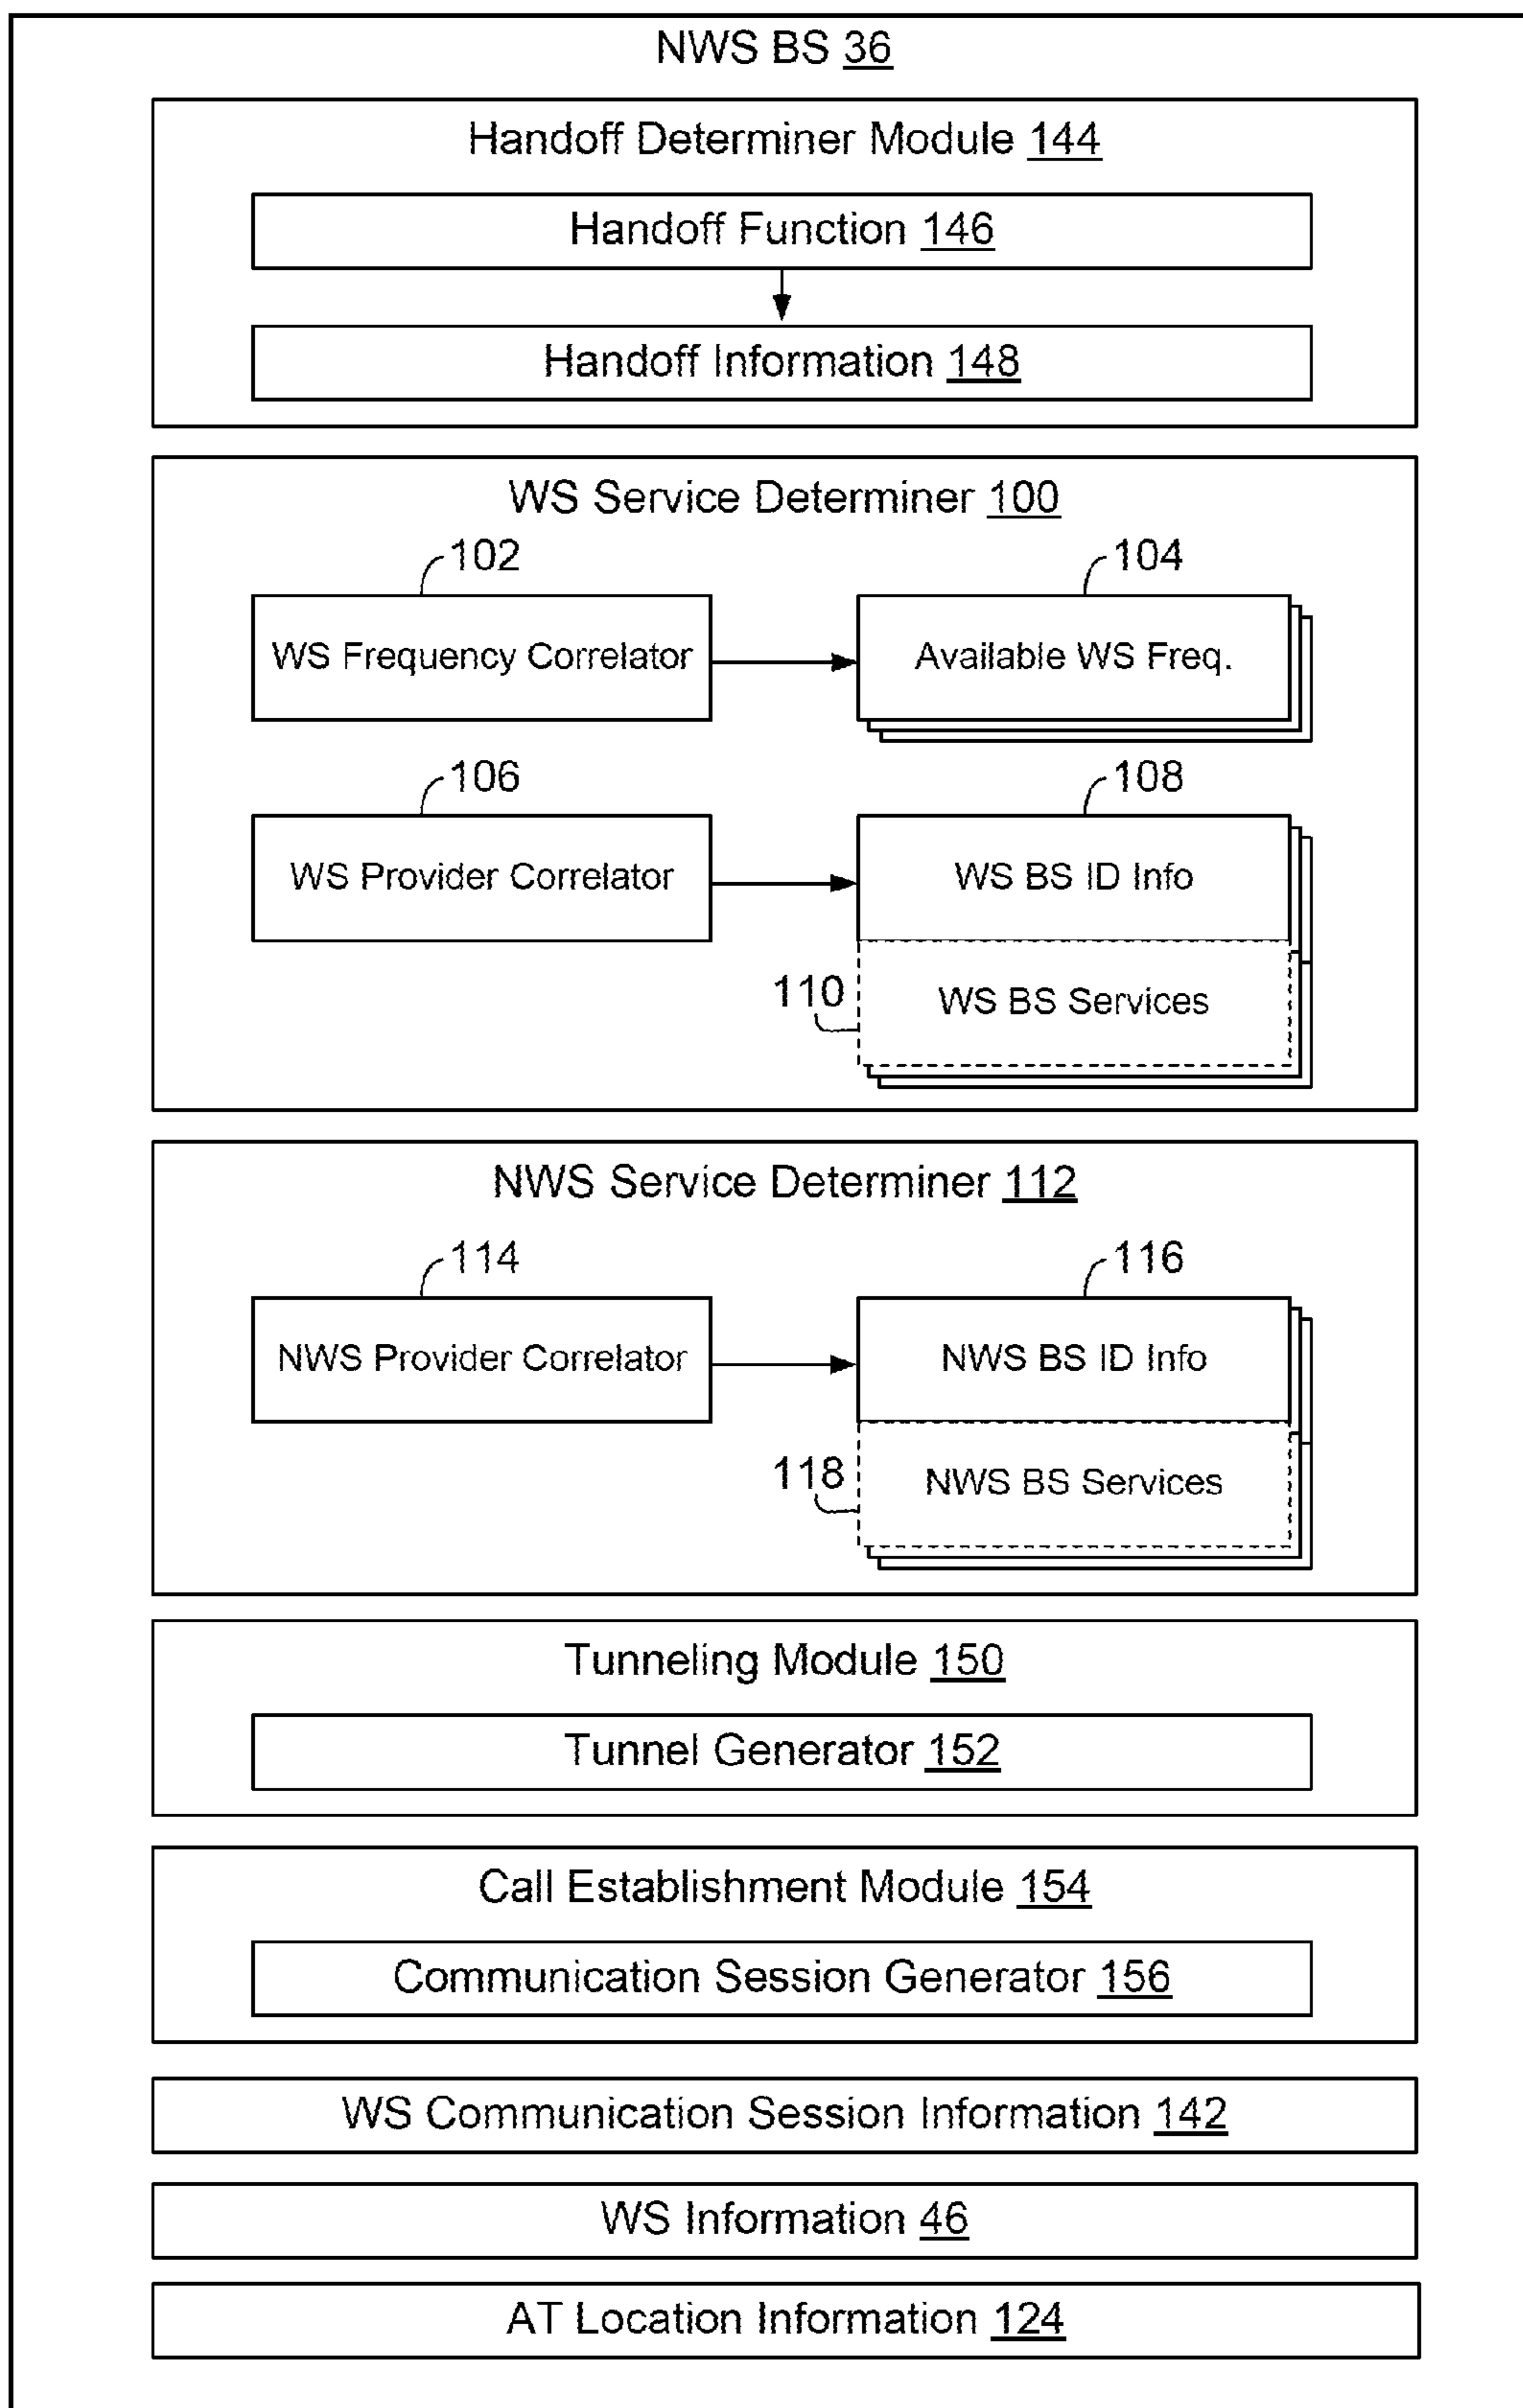 NWS BS 36
Handoff Determiner Module 144
Handoff Function 146
Handoff Information 148
WS Service Determiner 100
102
104
WS Frequency Correlator
Available WS Freq.
106
108
WS Provider Correlator
WS BS ID Info
110
WS BS Services
NWS Service Determiner 112
114
116
NWS Provider Correlator
NWS BS ID Info
118
NWS BS Services
Tunneling Module 150
Tunnel Generator 152
Call Establishment Module 154
Communication Session Generator 156
WS Communication Session Information 142
WS Information 46
AT Location Information 124